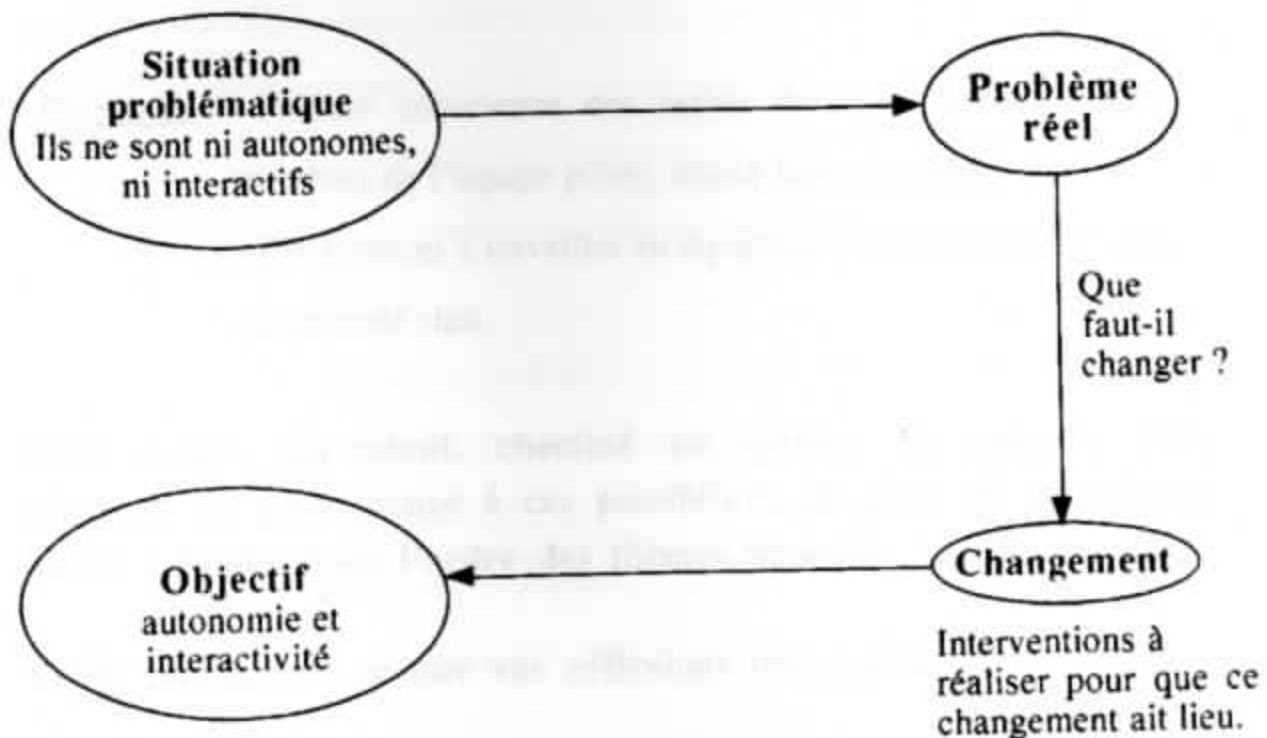 Situation
problématique
Ils ne sont ni autonomes,
ni interactifs
Problème
réel
Que
faut-il
changer ?
Changement
Interventions à
réaliser pour que ce
changement ait lieu.
Objectif
autonomie et
interactivité